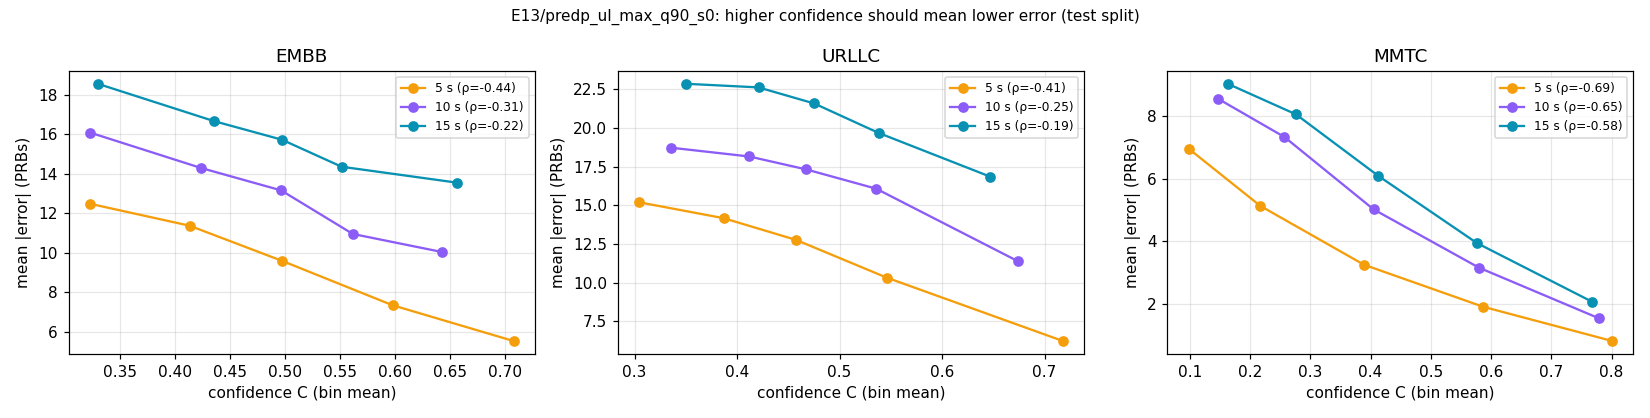 E13/predp_ul_max_q90_s0: higher confidence should mean lower error (test split)
EMBB
mean |error| (PRBs)
18
16
14
12
10
8
6
5 s (ρ=-0.44)
10 s (ρ=-0.31)
15 s (ρ=-0.22)
0.35 0.40 0.45 0.50 0.55 0.60 0.65 0.70
confidence C (bin mean)
URLLC
mean |error| (PRBs)
22.5
20.0
17.5
15.0
12.5
10.0
7.5
5 s (ρ=-0.41)
10 s (ρ=-0.25)
15 s (ρ=-0.19)
0.3 0.4 0.5 0.6 0.7
confidence C (bin mean)
MMTC
mean |error| (PRBs)
8
6
4
2
5 s (ρ=-0.69)
10 s (ρ=-0.65)
15 s (ρ=-0.58)
0.1 0.2 0.3 0.4 0.5 0.6 0.7 0.8
confidence C (bin mean)